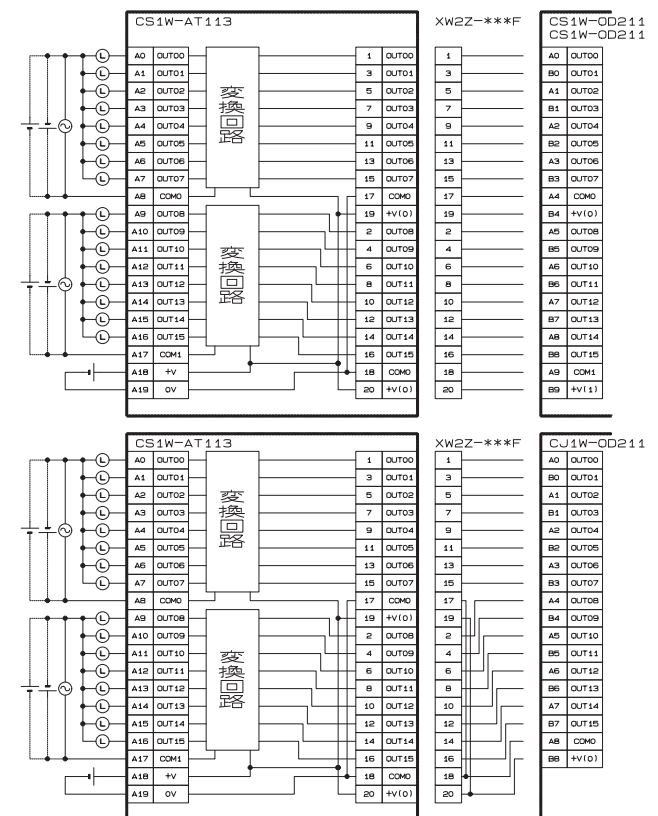 CS1W-AT113 XW2Z-***F CS1W-OD211
CS1W-OD211
L A0 OUT00 1 OUT00 1 A0 OUT00
L A1 OUT01 3 OUT01 3 B0 OUT01
L A2 OUT02 5 OUT02 5 A1 OUT02
L A3 OUT03 7 OUT03 7 B1 OUT03
L A4 OUT04 9 OUT04 9 A2 OUT04
L A5 OUT05 11 OUT05 11 B2 OUT05
L A6 OUT06 13 OUT06 13 A3 OUT06
L A7 OUT07 15 OUT07 15 B3 OUT07
A8 COM0 17 COM0 17 A4 COM0
変換回路
L A9 OUT08 19 +V(0) 19 B4 +V(0)
L A10 OUT09 2 OUT08 2 A5 OUT08
L A11 OUT10 4 OUT09 4 B5 OUT09
L A12 OUT11 6 OUT10 6 A6 OUT10
L A13 OUT12 8 OUT11 8 B6 OUT11
L A14 OUT13 10 OUT12 10 A7 OUT12
L A15 OUT14 12 OUT13 12 B7 OUT13
L A16 OUT15 14 OUT14 14 A8 OUT14
A17 COM1 16 OUT15 16 B8 OUT15
A18 +V 18 COM0 18 A9 COM1
A19 0V 20 +V(0) 20 B9 +V(1)
変換回路
CS1W-AT113 XW2Z-***F CJ1W-OD211
L A0 OUT00 1 OUT00 1 A0 OUT00
L A1 OUT01 3 OUT01 3 B0 OUT01
L A2 OUT02 5 OUT02 5 A1 OUT02
L A3 OUT03 7 OUT03 7 B1 OUT03
L A4 OUT04 9 OUT04 9 A2 OUT04
L A5 OUT05 11 OUT05 11 B2 OUT05
L A6 OUT06 13 OUT06 13 A3 OUT06
L A7 OUT07 15 OUT07 15 B3 OUT07
A8 COM0 17 COM0 17 A4 OUT08
変換回路
L A9 OUT08 19 +V(0) 19 B4 OUT09
L A10 OUT09 2 OUT08 2 A5 OUT10
L A11 OUT10 4 OUT09 4 B5 OUT11
L A12 OUT11 6 OUT10 6 A6 OUT12
L A13 OUT12 8 OUT11 8 B6 OUT13
L A14 OUT13 10 OUT12 10 A7 OUT14
L A15 OUT14 12 OUT13 12 B7 OUT15
L A16 OUT15 14 OUT14 14 A8 COM0
A17 COM1 16 OUT15 16 B8 +V(0)
A18 +V 18 COM0 18
A19 0V 20 +V(0) 20
変換回路